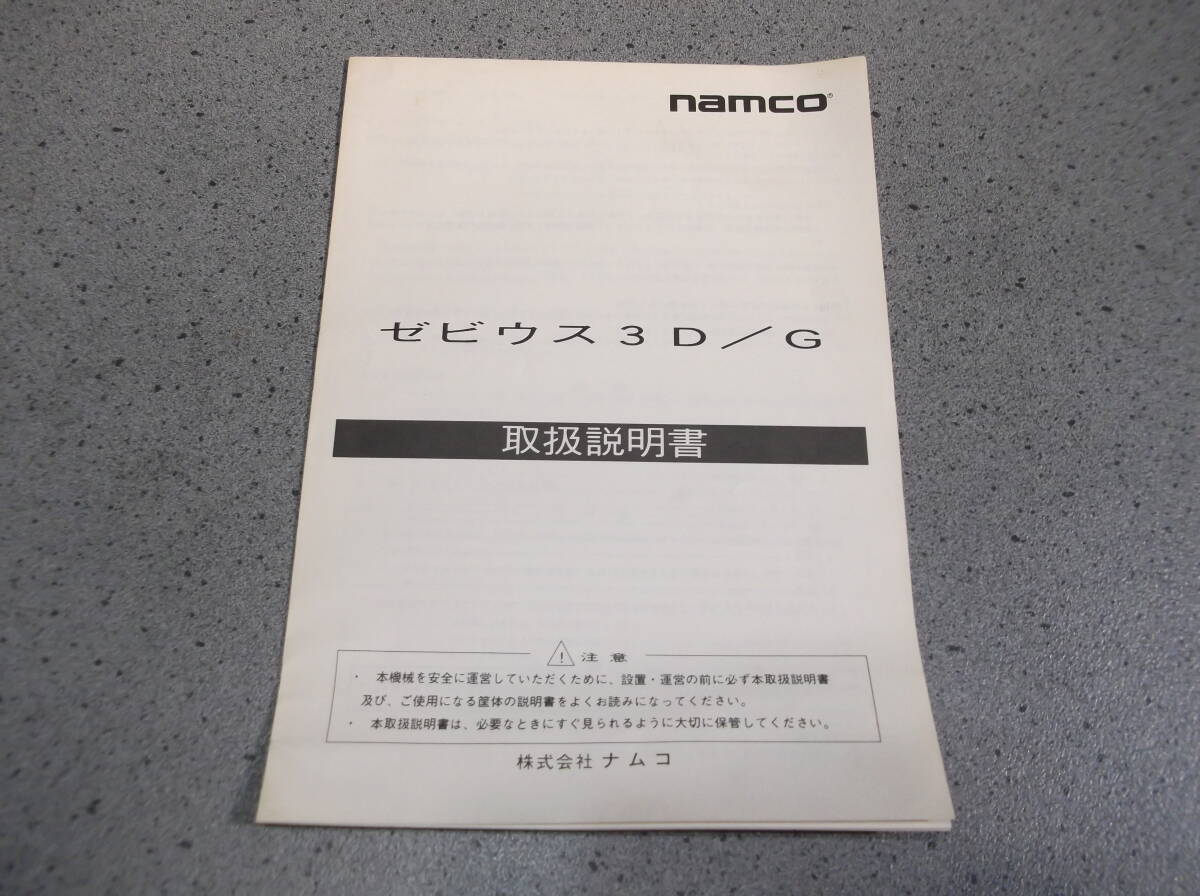 namco®
ゼビウス３Ｄ／Ｇ
取扱説明書
注意
・ 本機械を安全に運営していただくために、設置・運営の前に必ず本取扱説明書
及び、ご使用になる筐体の説明書をよくお読みになってください。
・ 本取扱説明書は、必要なときにすぐ見られるように大切に保管してください。
株式会社 ナムコ